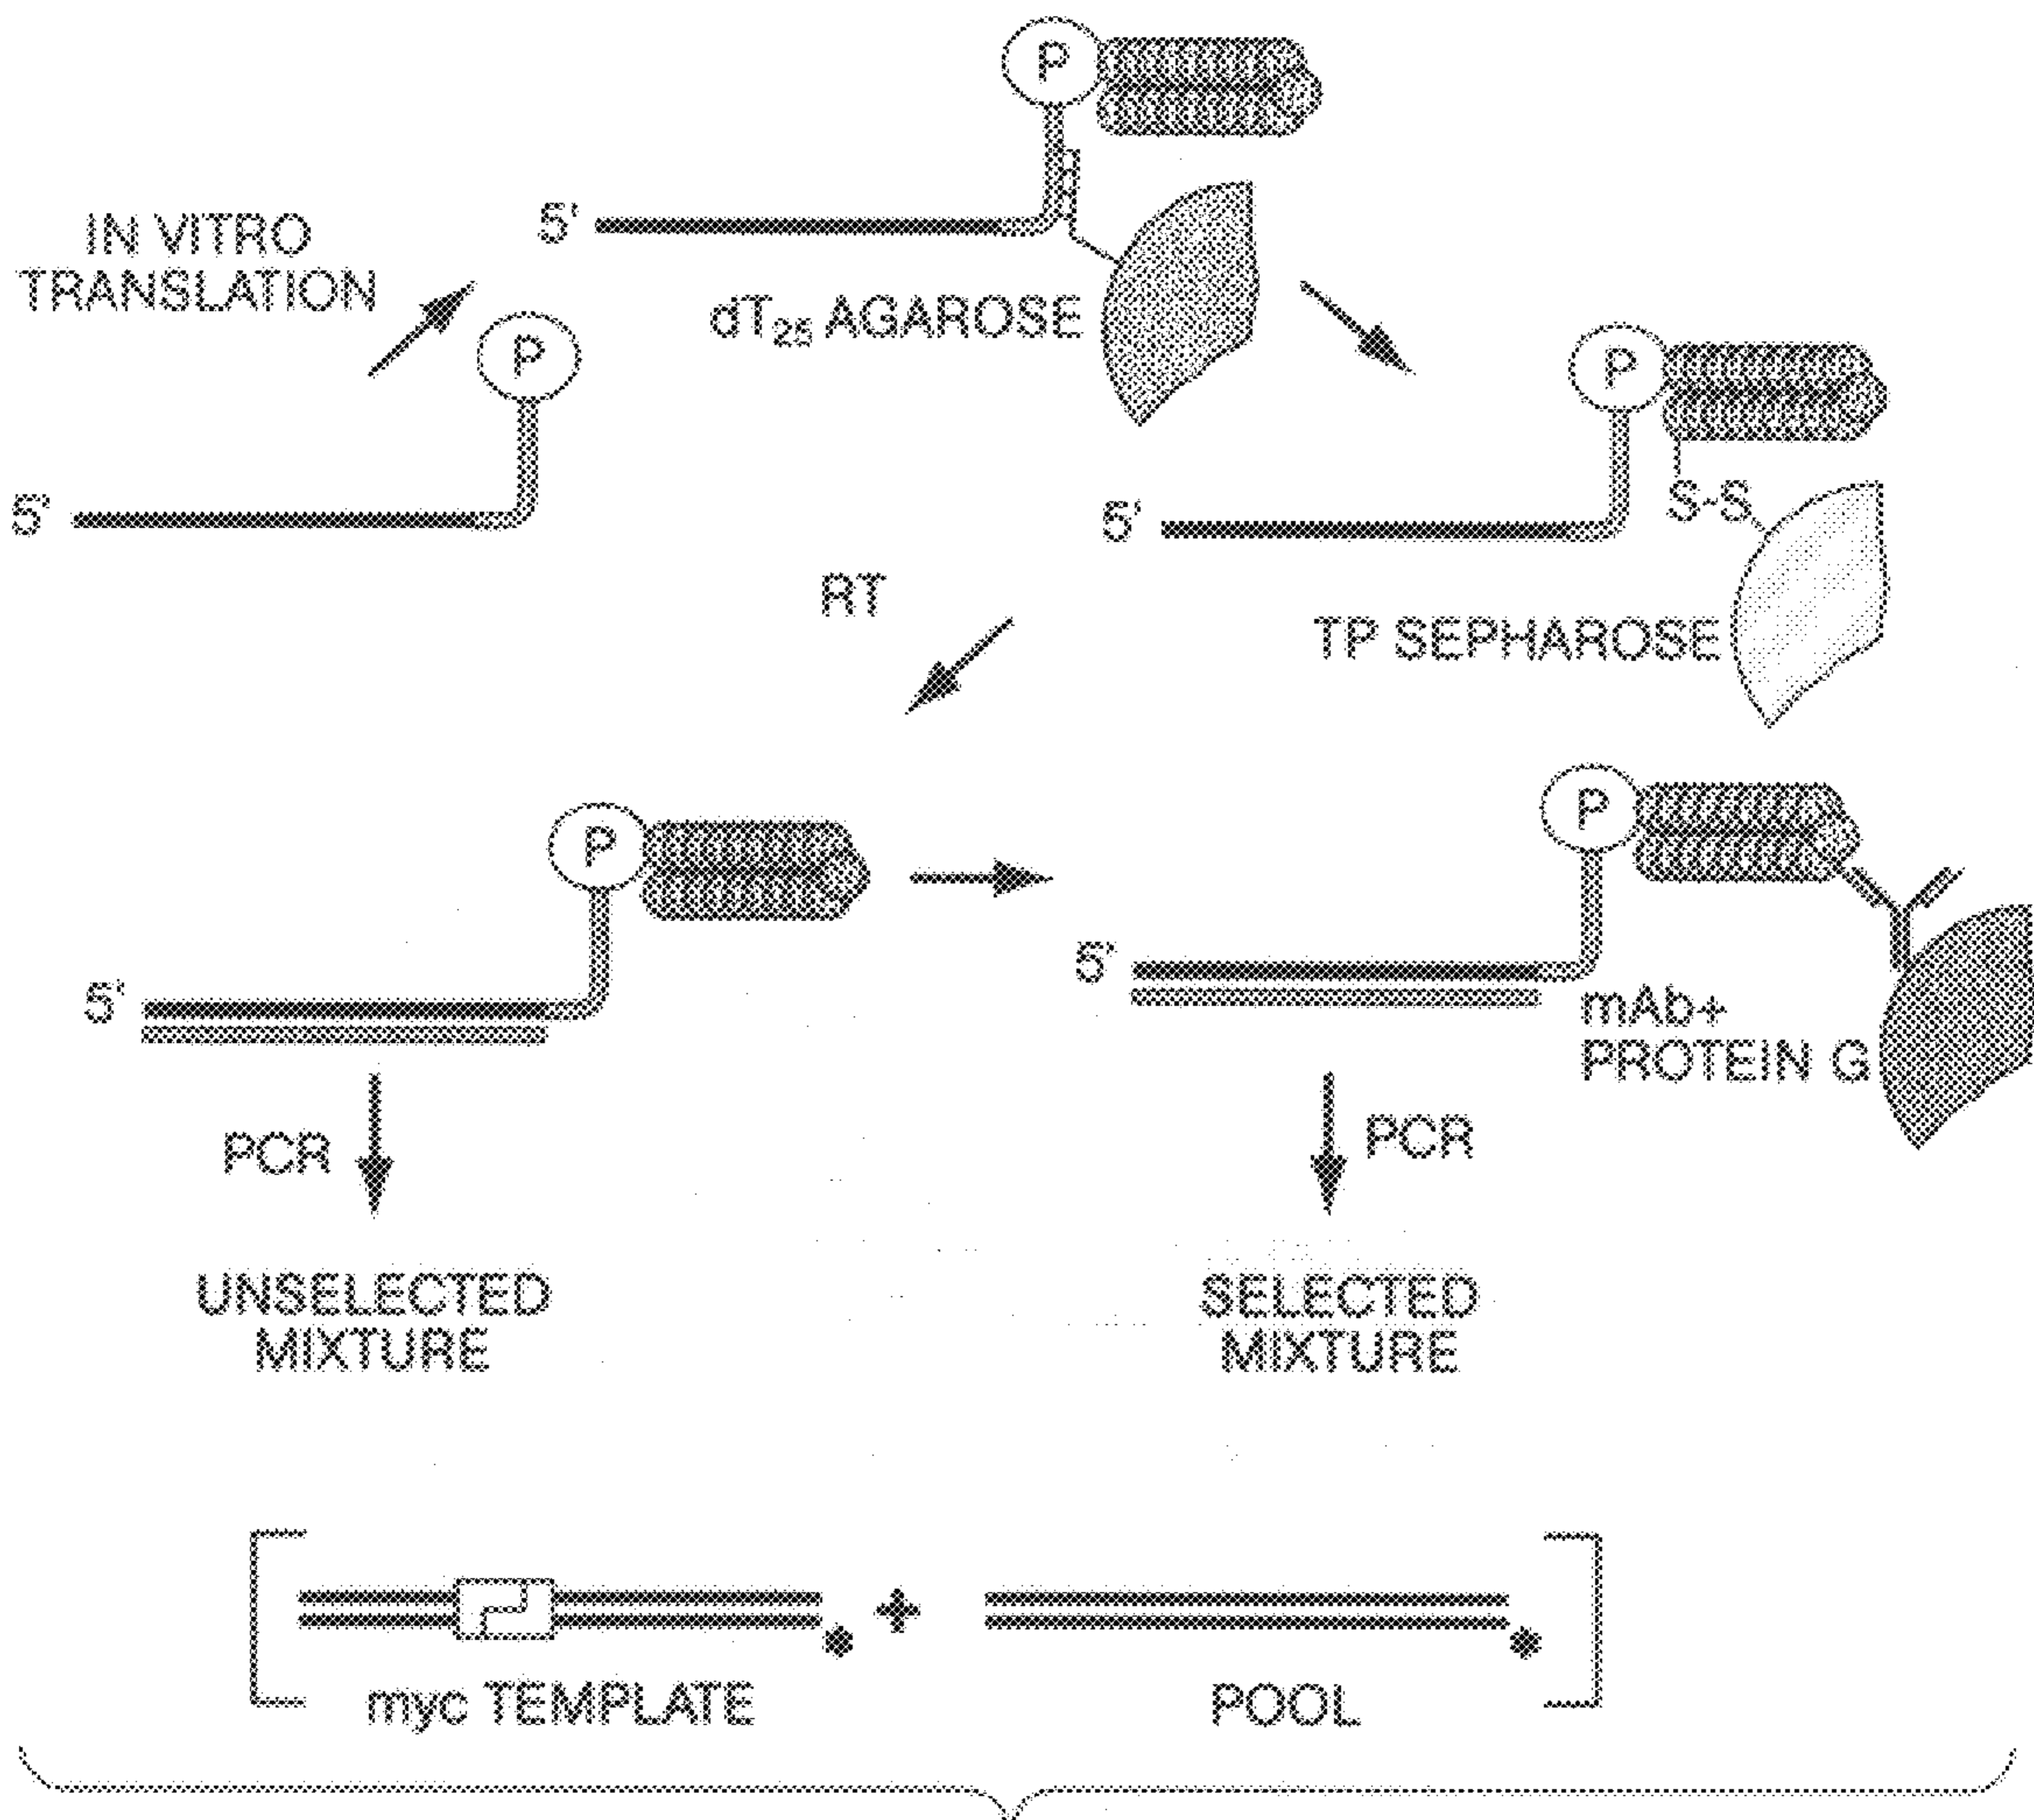 P
5'
IN VITRO
TRANSLATION
dT25 AGAROSE
P
P
5'
5'
S-S
RT
TP SEPHAROSE
P
P
5'
5'
mAb+
PROTEIN G
PCR
PCR
UNSELECTED
MIXTURE
SELECTED
MIXTURE
+
myc TEMPLATE
POOL